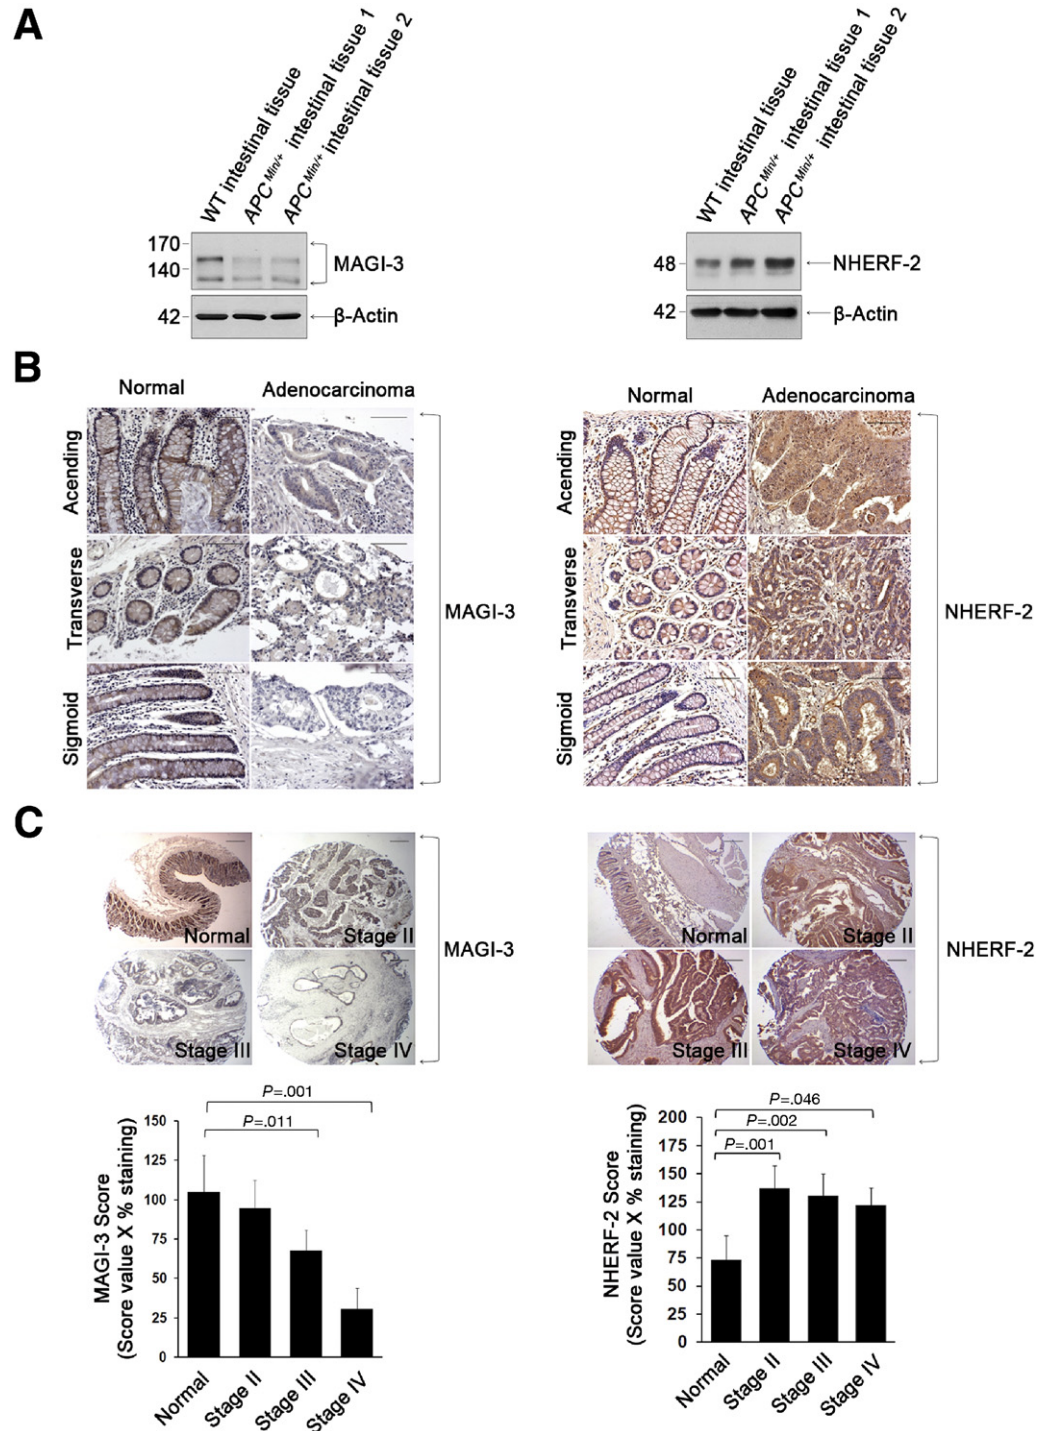 A
WT intestinal tissue
APC Min/+ intestinal tissue 1
APC Min/+ intestinal tissue 2
170
140
MAGI-3
42
β-Actin
WT intestinal tissue
APC Min/+ intestinal tissue 1
APC Min/+ intestinal tissue 2
48
NHERF-2
42
β-Actin
B
Normal
Adenocarcinoma
Acending
Transverse
Sigmoid
MAGI-3
Normal
Adenocarcinoma
Acending
Transverse
Sigmoid
NHERF-2
C
Normal
Stage II
Stage III
Stage IV
MAGI-3
Normal
Stage II
Stage III
Stage IV
NHERF-2
P=.001
P=.011
MAGI-3 Score
(Score value X % staining)
150
125
100
75
50
25
0
Normal
Stage II
Stage III
Stage IV
P=.046
P=.002
P=.001
NHERF-2 Score
(Score value X % staining)
200
175
150
125
100
75
50
25
0
Normal
Stage II
Stage III
Stage IV